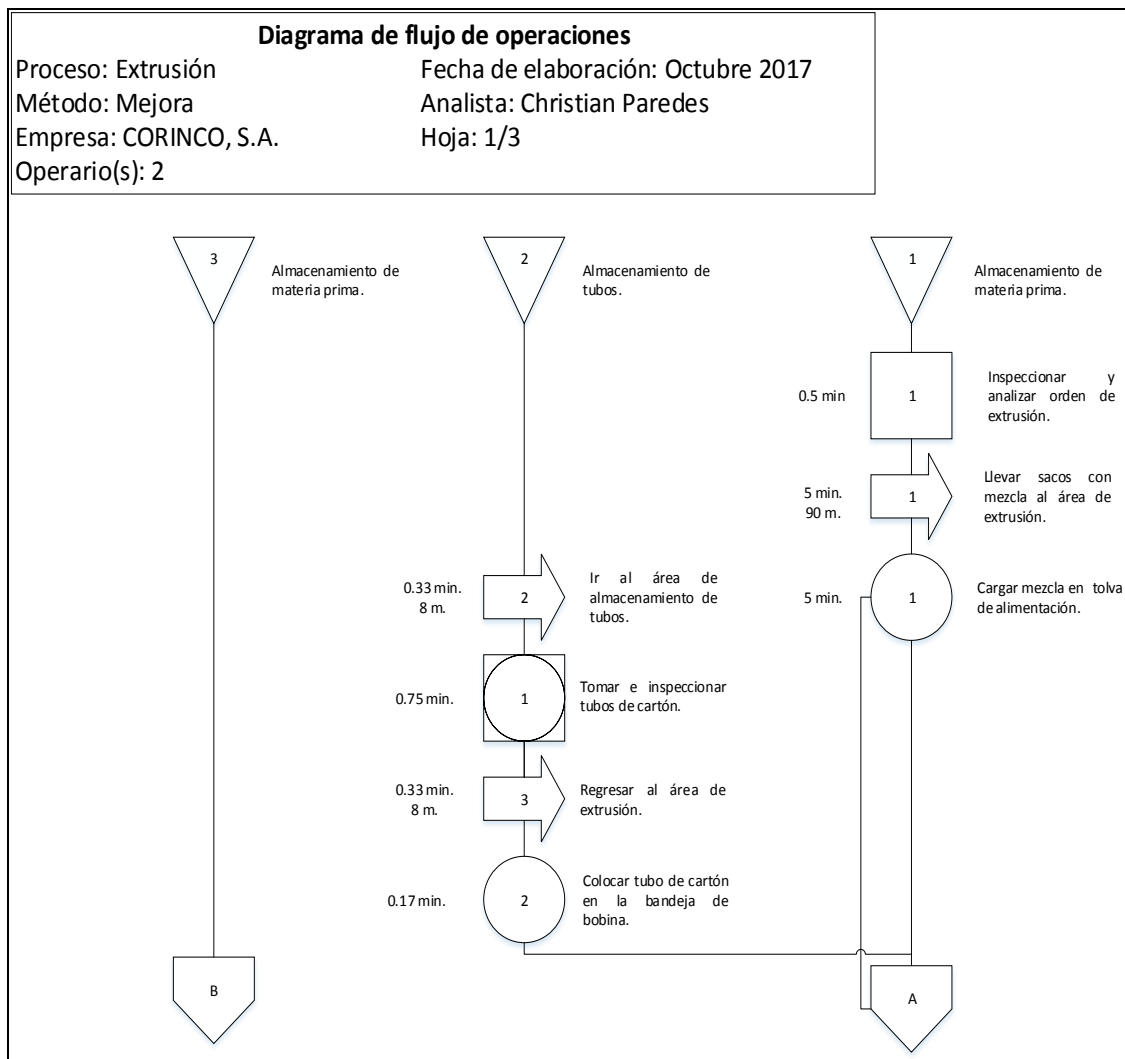 Diagrama de flujo de operaciones
Proceso: Extrusión
Fecha de elaboración: Octubre 2017
Método: Mejora
Analista: Christian Paredes
Empresa: CORINCO, S.A.
Hoja: 1/3
Operario(s): 2
3
Almacenamiento de
materia prima.
2
Almacenamiento de
tubos.
1
Almacenamiento de
materia prima.
0.5 min
1
Inspeccionar y
analizar orden de
extrusión.
5 min.
90 m.
1
Llevar sacos con
mezcla al área de
extrusión.
0.33 min.
8 m.
2
Ir al área de
almacenamiento de
tubos.
5 min.
1
Cargar mezcla en tolva
de alimentación.
0.75 min.
1
Tomar e inspeccionar
tubos de cartón.
0.33 min.
8 m.
3
Regresar al área de
extrusión.
0.17 min.
2
Colocar tubo de cartón
en la bandeja de
bobina.
B
A